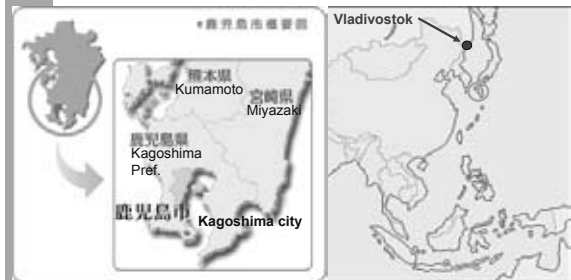 鹿児島市概要図
熊本県
Kumamoto
宮崎県
Miyazaki
鹿児島県
Kagoshima
Pref.
鹿児島市
Kagoshima city
Vladivostok